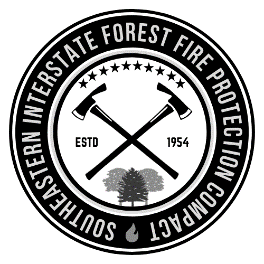 SOUTHEASTERN INTERSTATE FOREST FIRE PROTECTION COMPACT
ESTD 1954